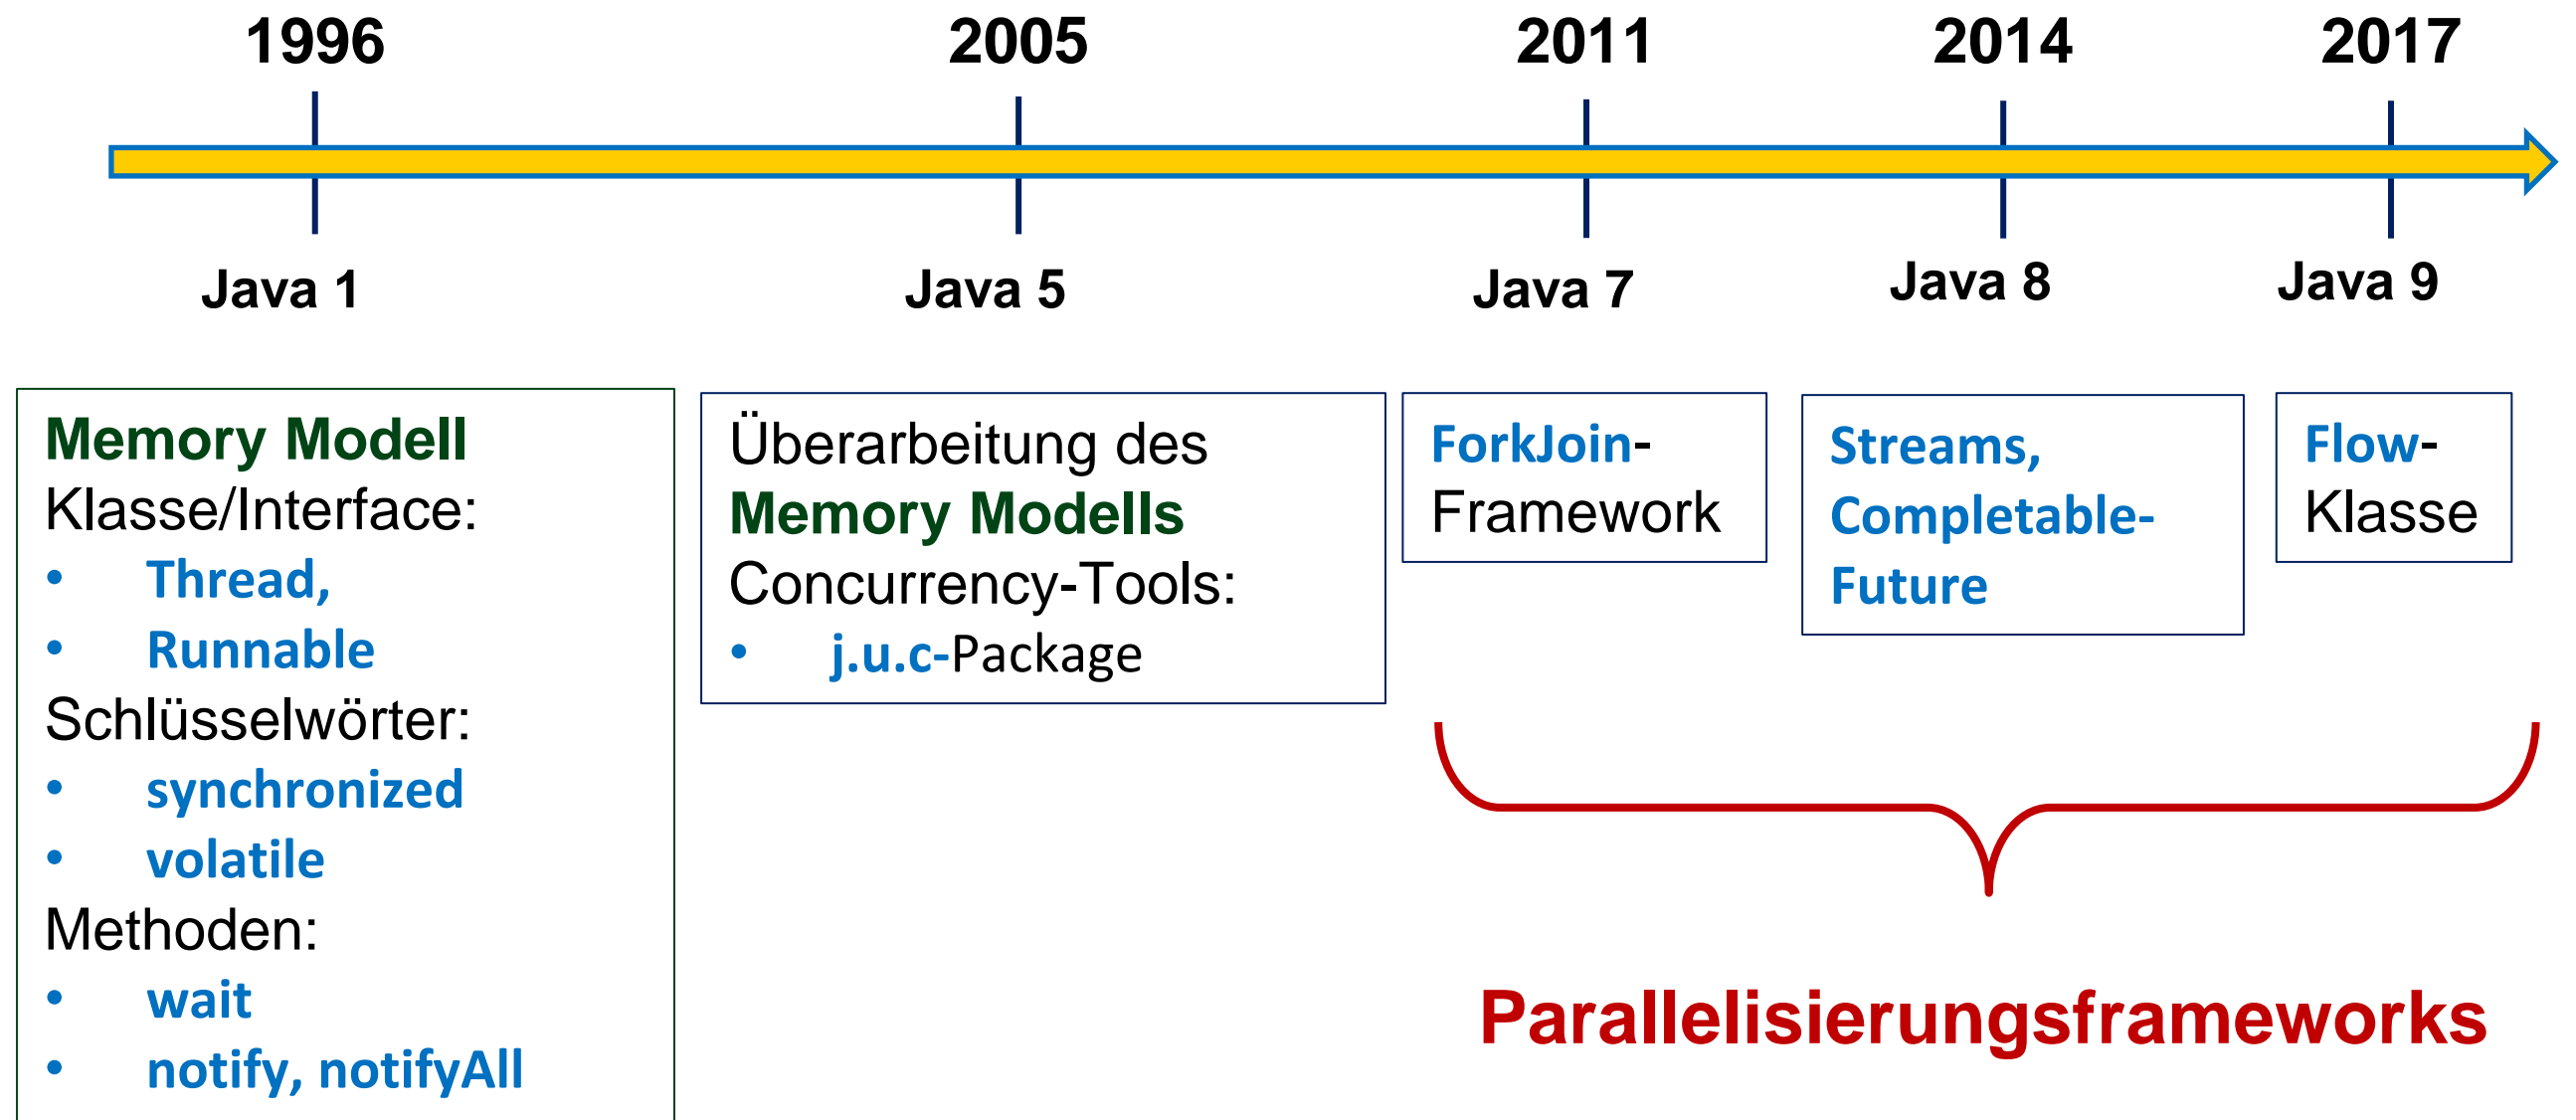 1996
2005
2011
2014
2017
Java 1
Java 5
Java 7
Java 8
Java 9
Memory Modell
Klasse/Interface:
• Thread,
• Runnable
Schlüsselwörter:
• synchronized
• volatile
Methoden:
• wait
• notify, notifyAll
Überarbeitung des
Memory Modells
Concurrency-Tools:
• j.u.c-Package
ForkJoin-
Framework
Streams,
Completable-
Future
Flow-
Klasse
Parallelisierungsframeworks